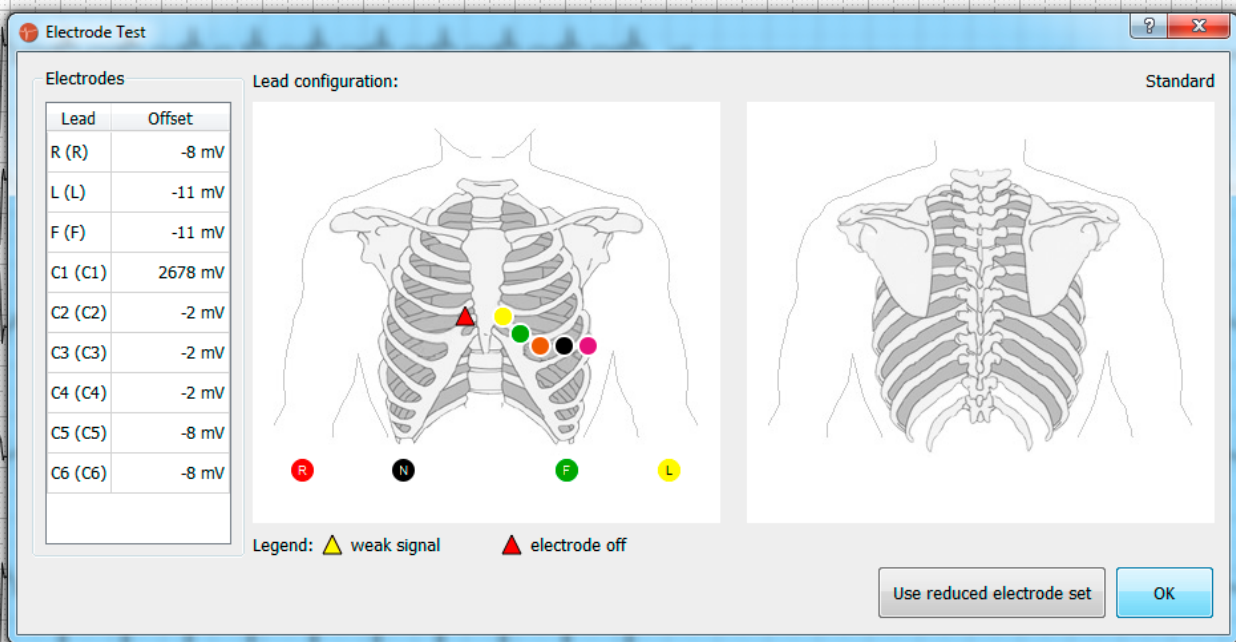 Electrode Test
?
X
Electrodes
Lead configuration:
Standard
Lead Offset
R (R) -8 mV
L (L) -11 mV
F (F) -11 mV
C1 (C1) 2678 mV
C2 (C2) -2 mV
C3 (C3) -2 mV
C4 (C4) -2 mV
C5 (C5) -8 mV
C6 (C6) -8 mV
R N F L
Legend: weak signal electrode off
Use reduced electrode set
OK